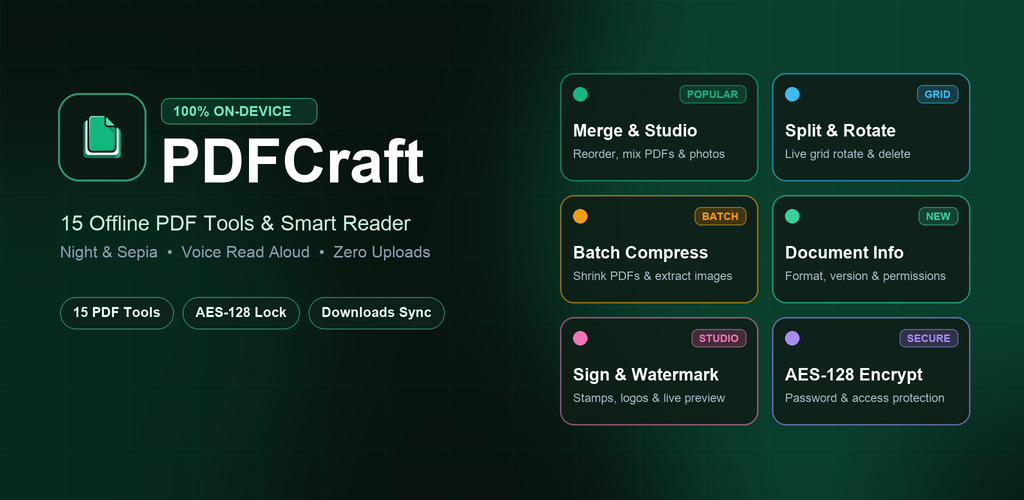 100% ON-DEVICE
PDFCraft
15 Offline PDF Tools & Smart Reader
Night & Sepia • Voice Read Aloud • Zero Uploads
15 PDF Tools
AES-128 Lock
Downloads Sync
POPULAR
Merge & Studio
Reorder, mix PDFs & photos
GRID
Split & Rotate
Live grid rotate & delete
BATCH
Batch Compress
Shrink PDFs & extract images
NEW
Document Info
Format, version & permissions
STUDIO
Sign & Watermark
Stamps, logos & live preview
SECURE
AES-128 Encrypt
Password & access protection